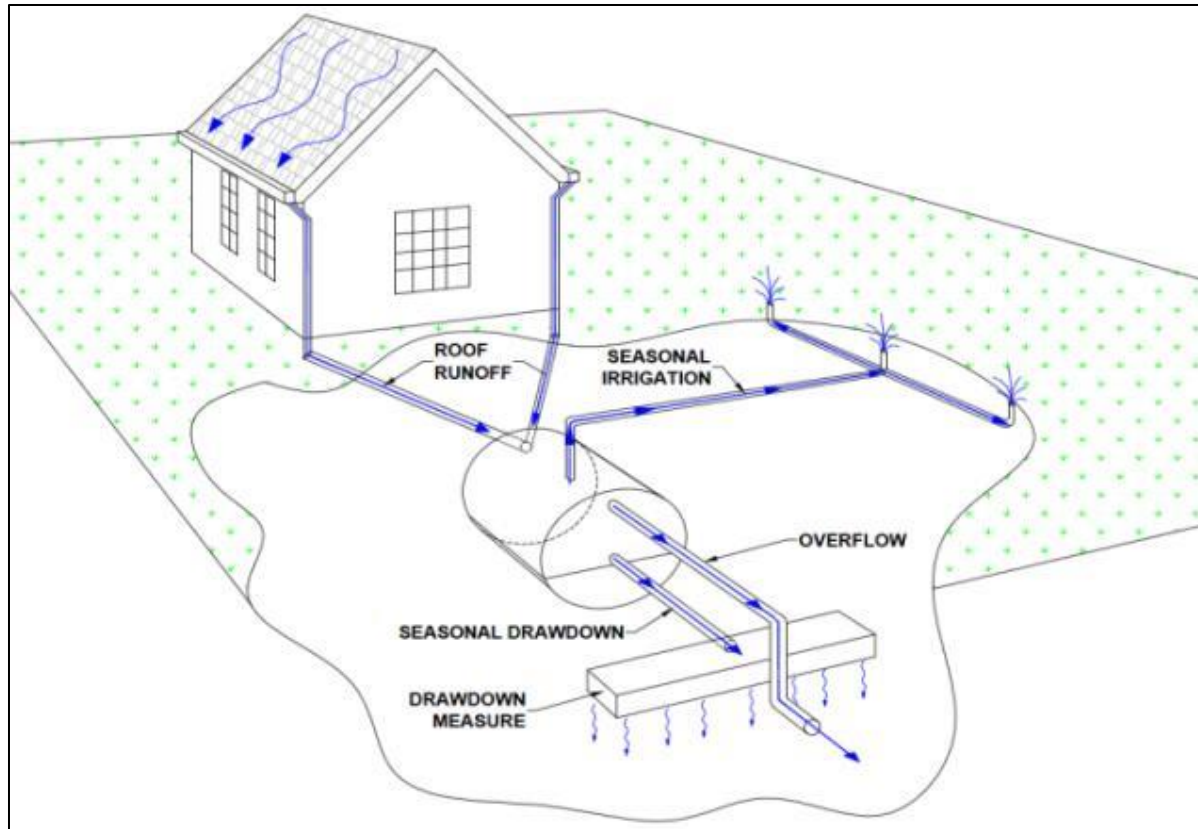 ROOF
RUNOFF
SEASONAL
IRRIGATION
OVERFLOW
SEASONAL DRAWDOWN
DRAWDOWN
MEASURE